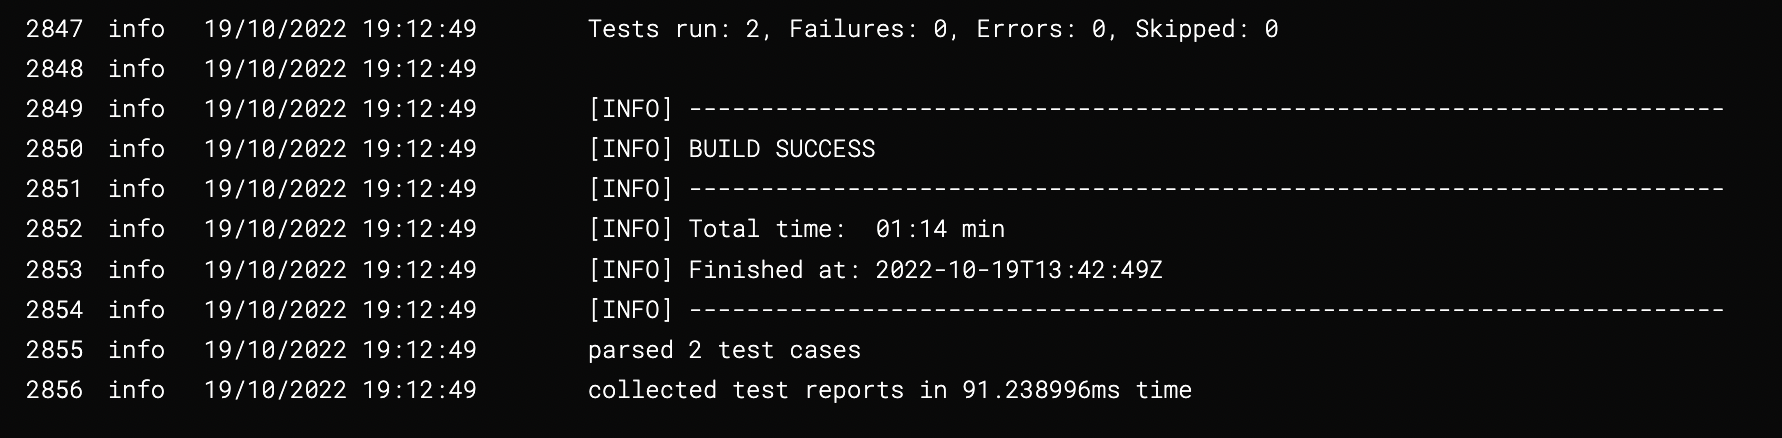 2847 info 19/10/2022 19:12:49 Tests run: 2, Failures: 0, Errors: 0, Skipped: 0
2848 info 19/10/2022 19:12:49
2849 info 19/10/2022 19:12:49 [INFO] ------------------------------------------------------------------------
2850 info 19/10/2022 19:12:49 [INFO] BUILD SUCCESS
2851 info 19/10/2022 19:12:49 [INFO] ------------------------------------------------------------------------
2852 info 19/10/2022 19:12:49 [INFO] Total time:  01:14 min
2853 info 19/10/2022 19:12:49 [INFO] Finished at: 2022-10-19T13:42:49Z
2854 info 19/10/2022 19:12:49 [INFO] ------------------------------------------------------------------------
2855 info 19/10/2022 19:12:49 parsed 2 test cases
2856 info 19/10/2022 19:12:49 collected test reports in 91.238996ms time